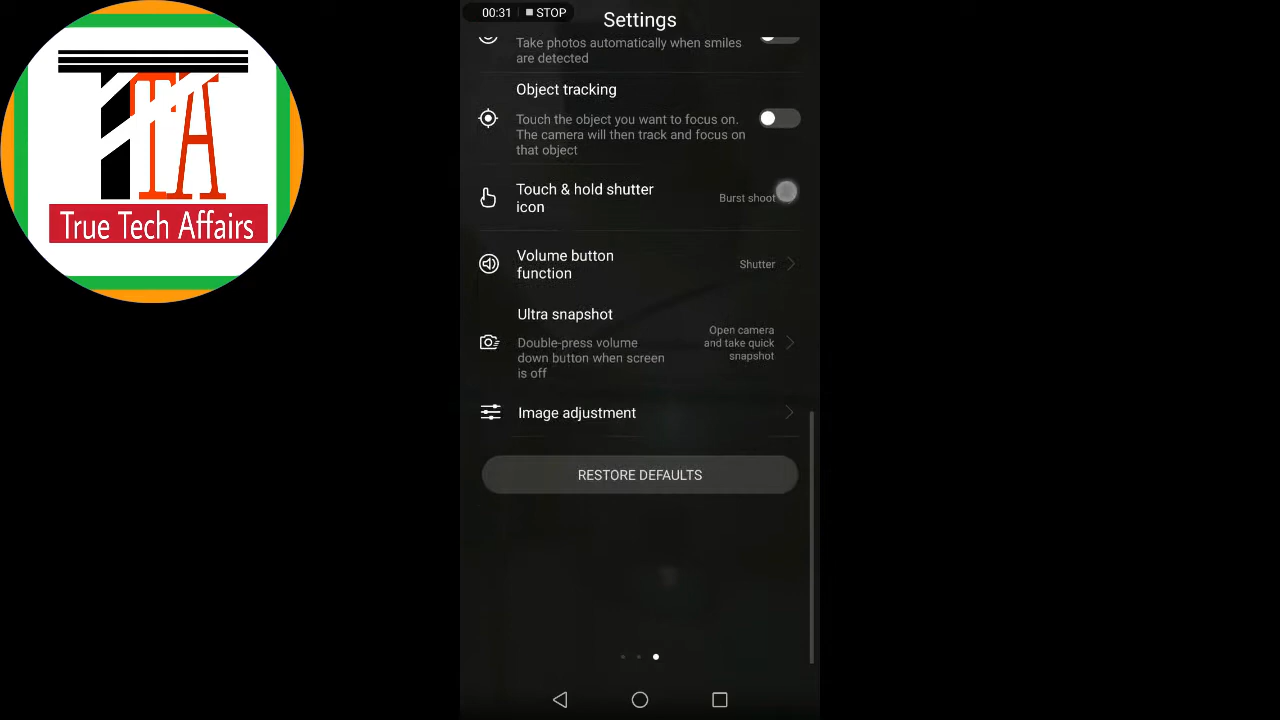 00:31
STOP
Settings
Take photos automatically when smiles
are detected
Object tracking
Touch the object you want to focus on.
The camera will then track and focus on
that object
Touch & hold shutter
icon
Burst shoot
Volume button
function
Shutter
Ultra snapshot
Double-press volume
down button when screen
is off
Open camera
and take quick
snapshot
Image adjustment
RESTORE DEFAULTS
TTA
True Tech Affairs